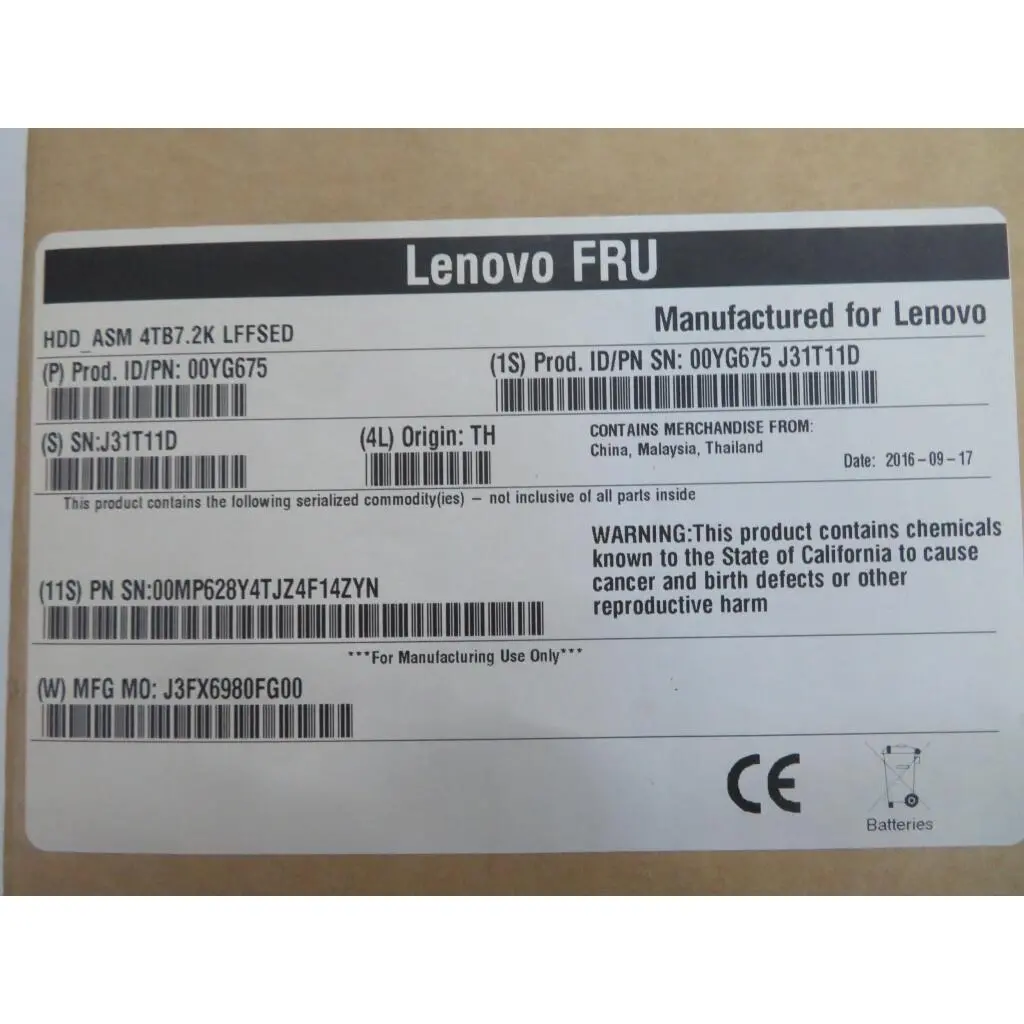 Lenovo FRU
Manufactured for Lenovo
HDD_ASM 4TB7.2K LFFSED
(P) Prod. ID/PN: 00YG675
(1S) Prod. ID/PN SN: 00YG675 J31T11D
(S) SN:J31T11D
(4L) Origin: TH
CONTAINS MERCHANDISE FROM:
China, Malaysia, Thailand
Date: 2016-09-17
This product contains the following serialized commodity(ies) – not inclusive of all parts inside
WARNING:This product contains chemicals
known to the State of California to cause
cancer and birth defects or other
reproductive harm
(11S) PN SN:00MP628Y4TJZ4F14ZYN
***For Manufacturing Use Only***
(W) MFG MO: J3FX6980FG00
CE
Batteries